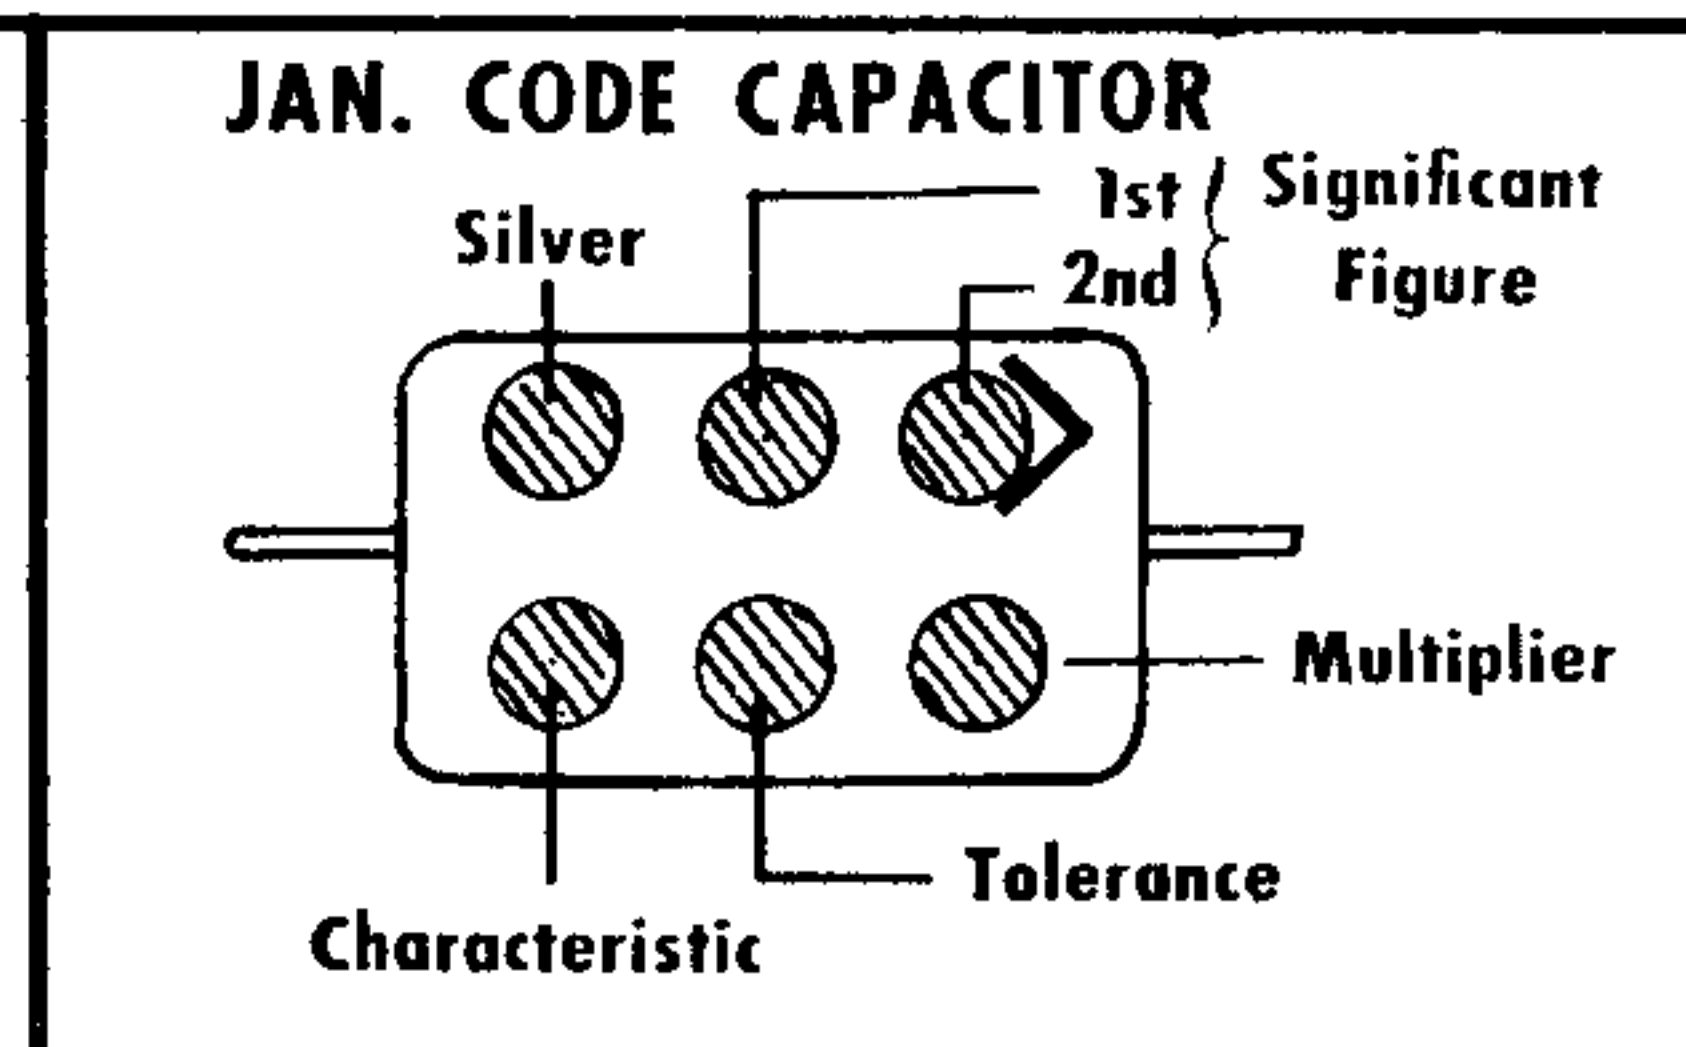 JAN. CODE CAPACITOR
1st
Significant
Silver
2nd
Figure
Multiplier
Tolerance
Characteristic